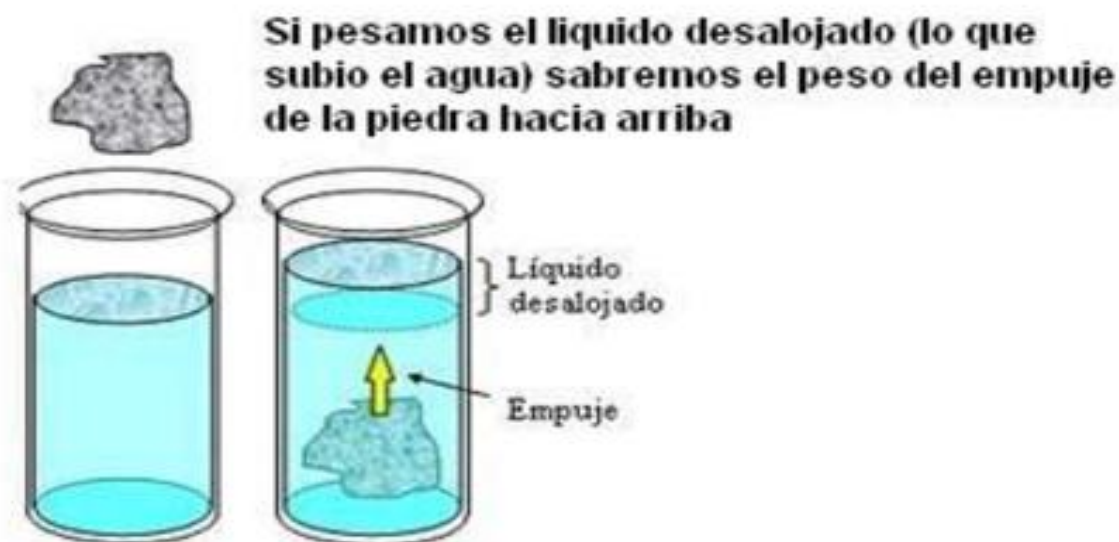 Si pesamos el liquido desalojado (lo que
subio el agua) sabremos el peso del empuje
de la piedra hacia arriba
Líquido
desalojado
Empuje